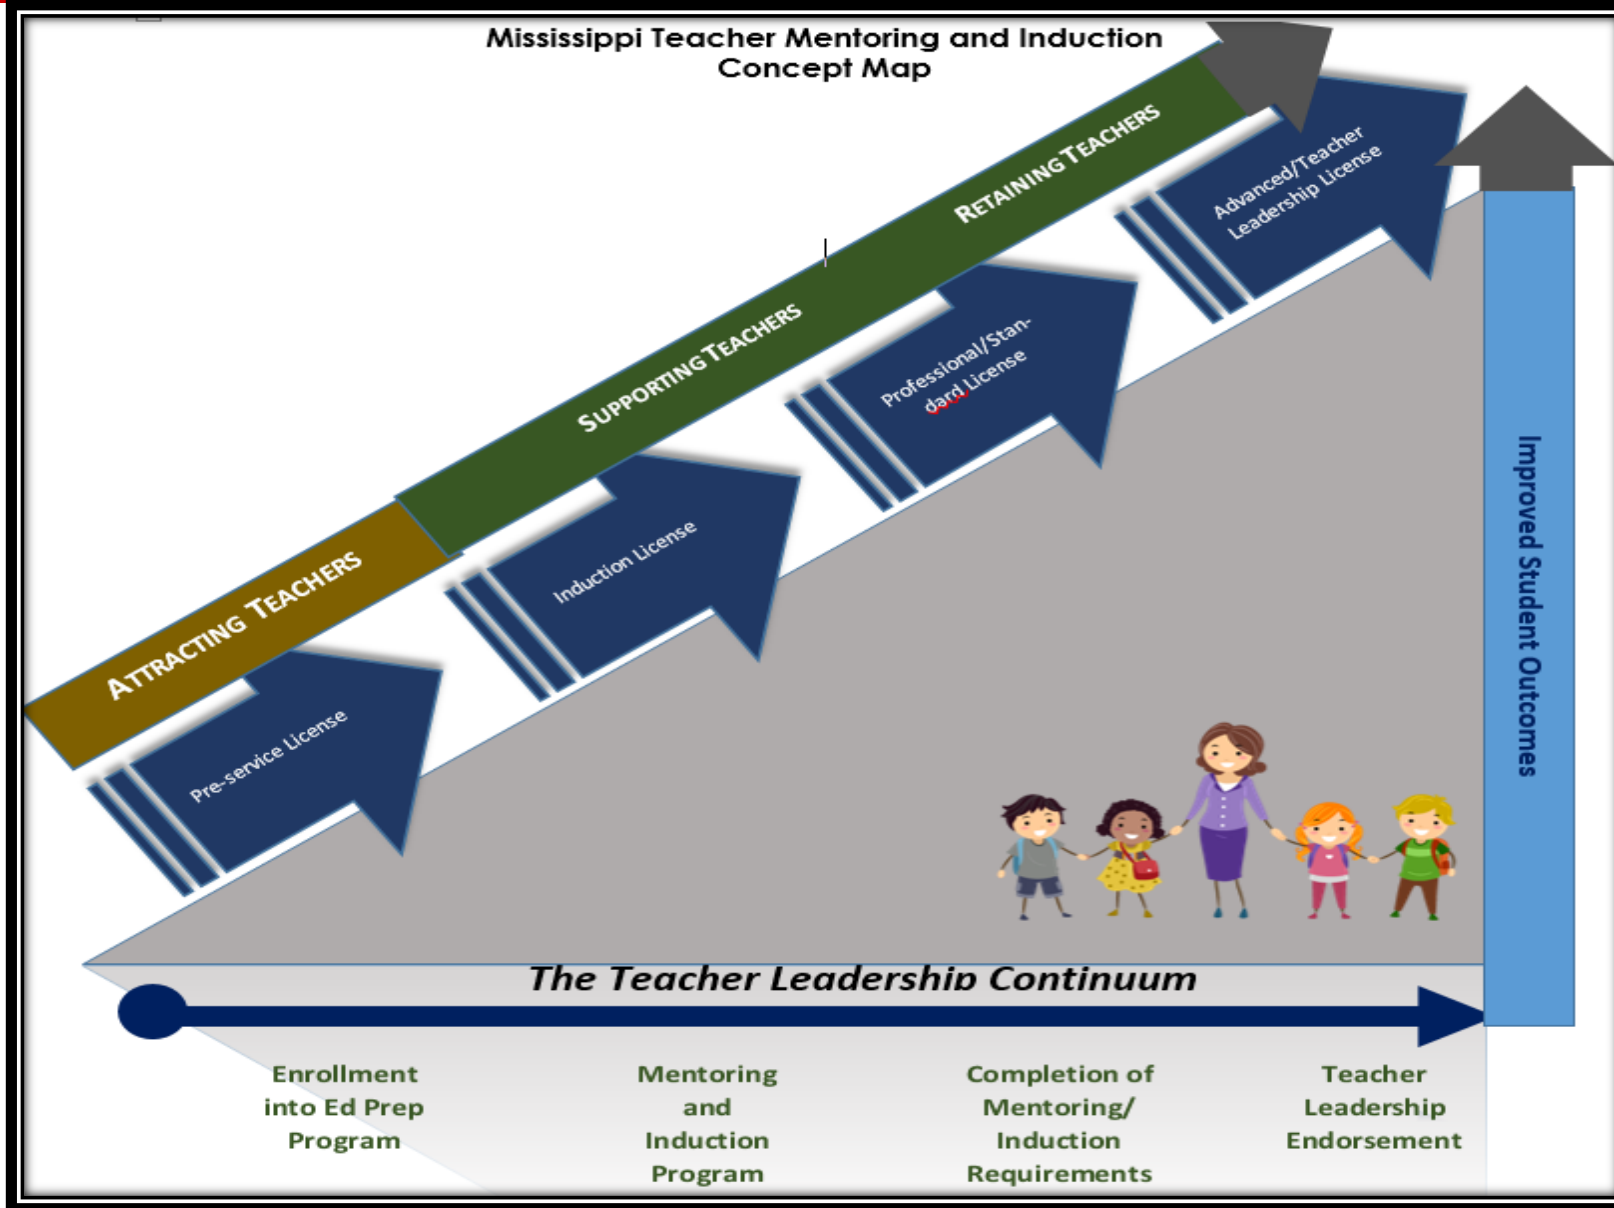 Mississippi Teacher Mentoring and Induction
Concept Map
ATTRACTING TEACHERS
SUPPORTING TEACHERS
RETAINING TEACHERS
Pre-service License
Induction License
Professional/Stan-
dard License
Advanced/Teacher
Leadership License
Improved Student Outcomes
The Teacher Leadership Continuum
Enrollment
into Ed Prep
Program
Mentoring
and
Induction
Program
Completion of
Mentoring/
Induction
Requirements
Teacher
Leadership
Endorsement